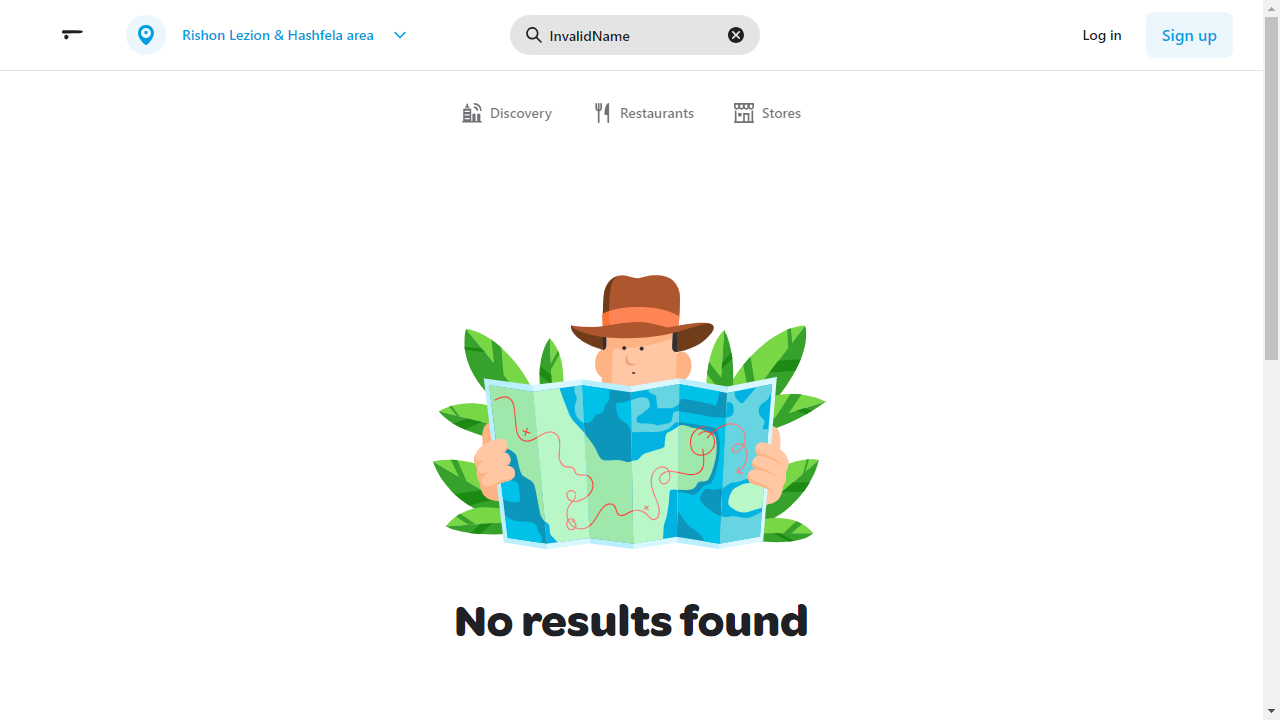 Rishon Lezion & Hashfela area
InvalidName
Log in
Sign up
Discovery
Restaurants
Stores
No results found